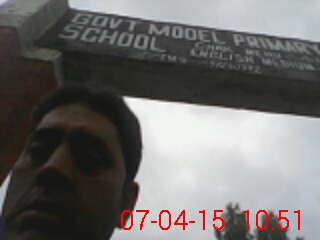 GOVT MODEL PRIMARY
SCHOOL
ENGLISH MEDIUM
07-04-15 10:51